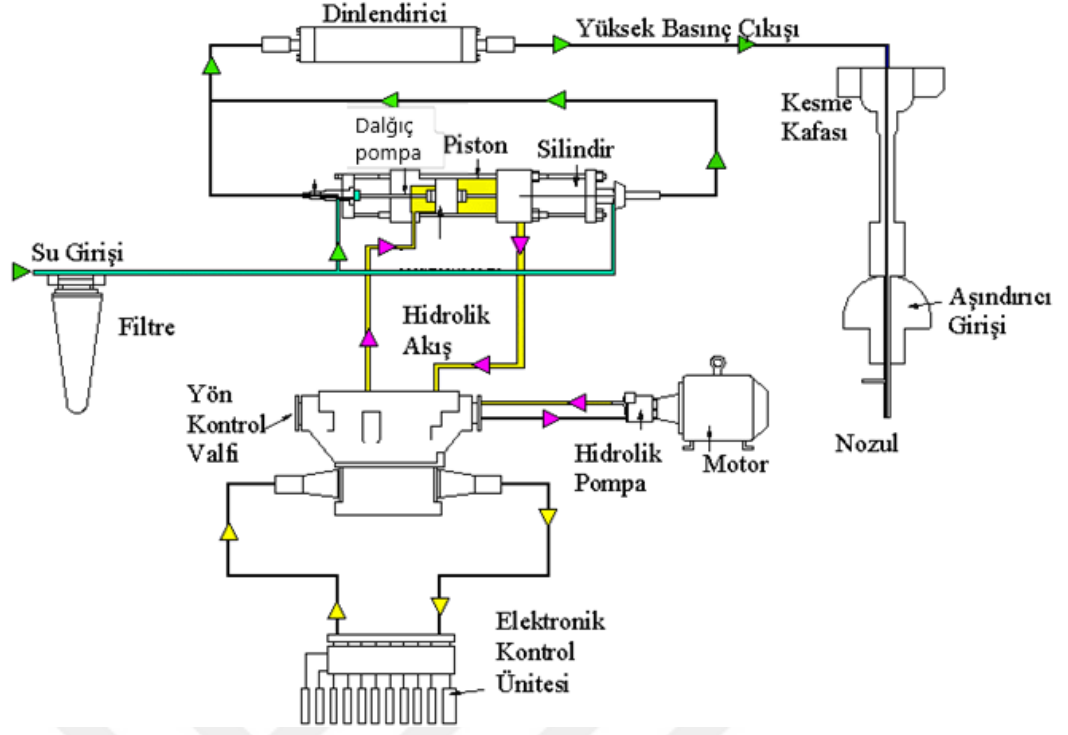 Dinlendirici
Yüksek Basınç Çıkışı
Kesme
Kafası
Dalğıç
pompa
Piston
Silindir
Su Girişi
Filtre
Hidrolik
Akış
Aşındırıcı
Girişi
Yön
Kontrol
Valfi
Hidrolik
Pompa
Motor
Nozul
Elektronik
Kontrol
Ünitesi